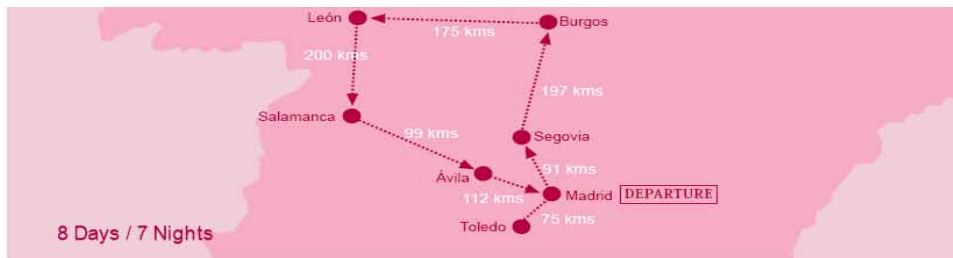 León
Burgos
175 kms
200 kms
197 kms
Salamanca
99 kms
Segovia
91 kms
Ávila
112 kms
Madrid DEPARTURE
75 kms
Toledo
8 Days / 7 Nights